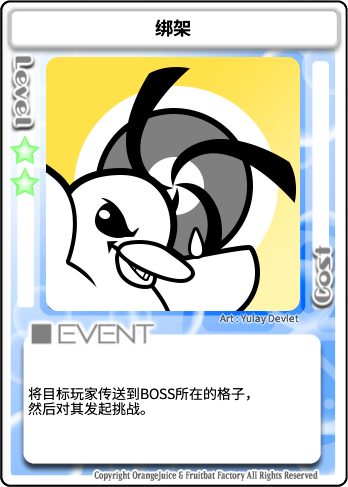 绑架
Level
Cost
Art : Yulay Devlet
EVENT
将目标玩家传送到BOSS所在的格子，
然后对其发起挑战。
Copyright OrangeJuice & Fruitbat Factory All Rights Reserved